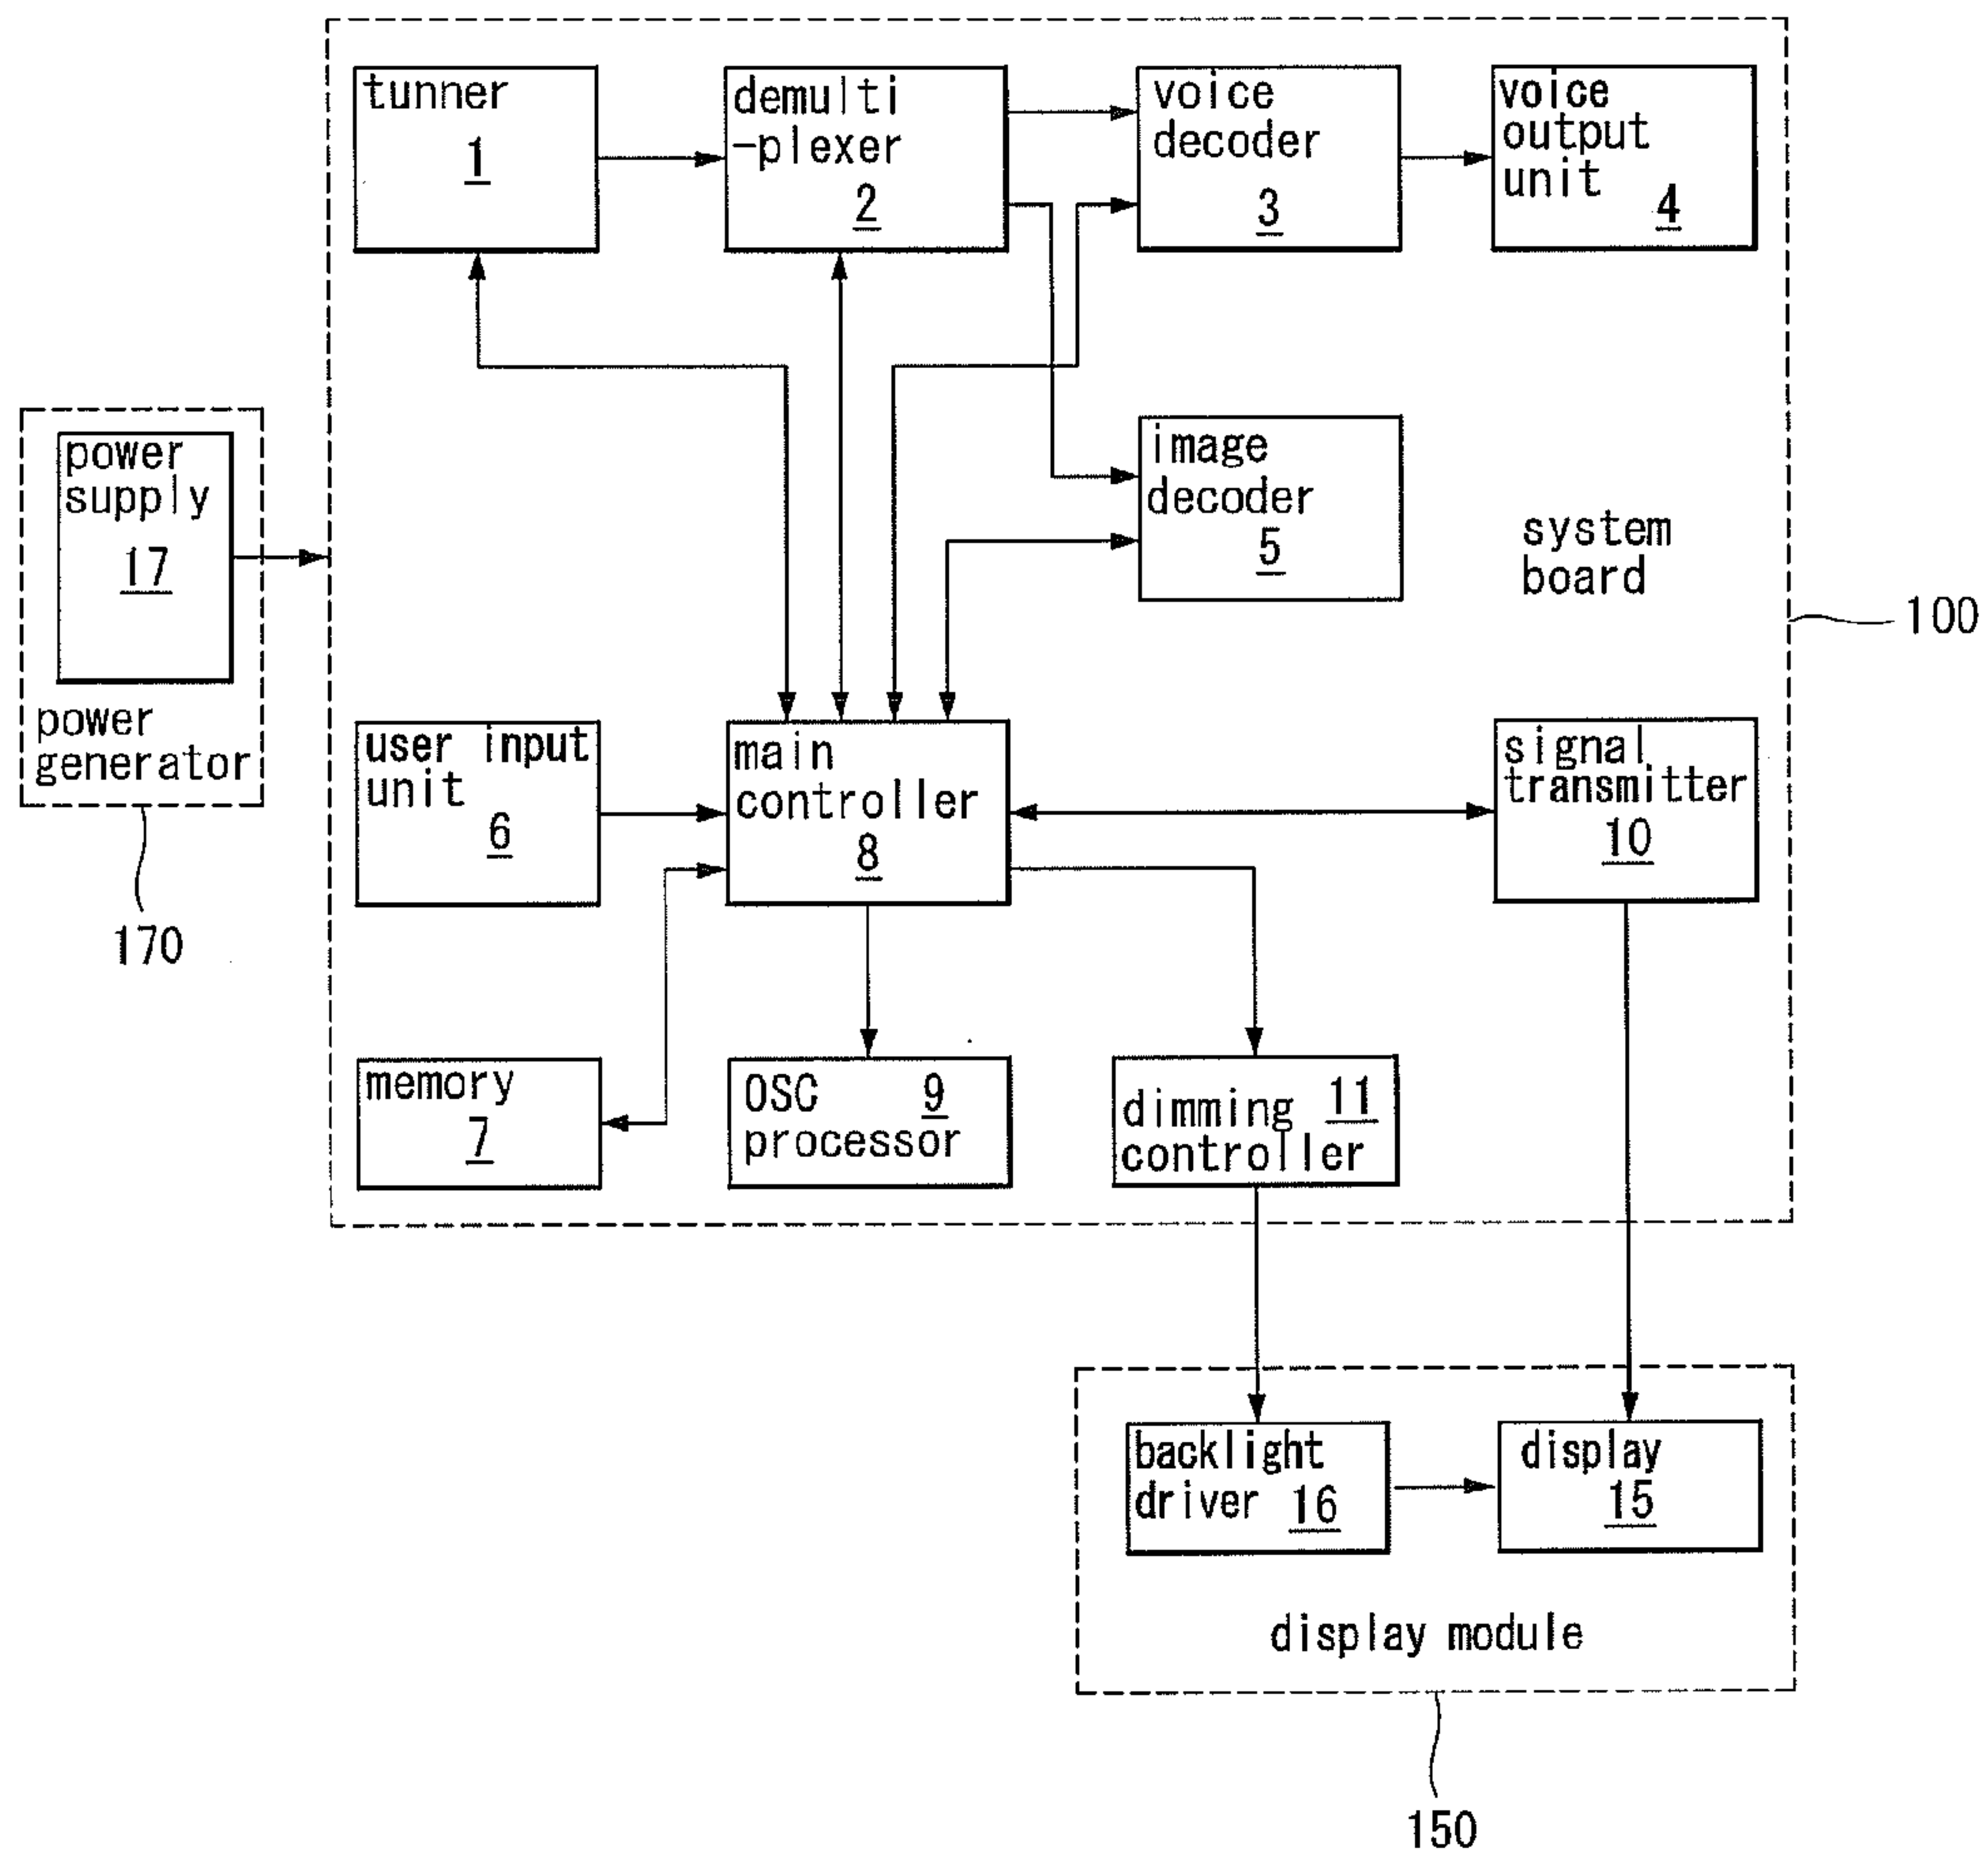 tunner
1
demulti
-plexer
2
voice
decoder
3
voice
output
unit
4
image
decoder
5
system
board
100
power
supply
17
power
generator
170
user input
unit
6
main
controller
8
signal
transmitter
10
memory
7
OSC
processor
9
dimming
controller
11
backlight
driver
16
display
15
display module
150